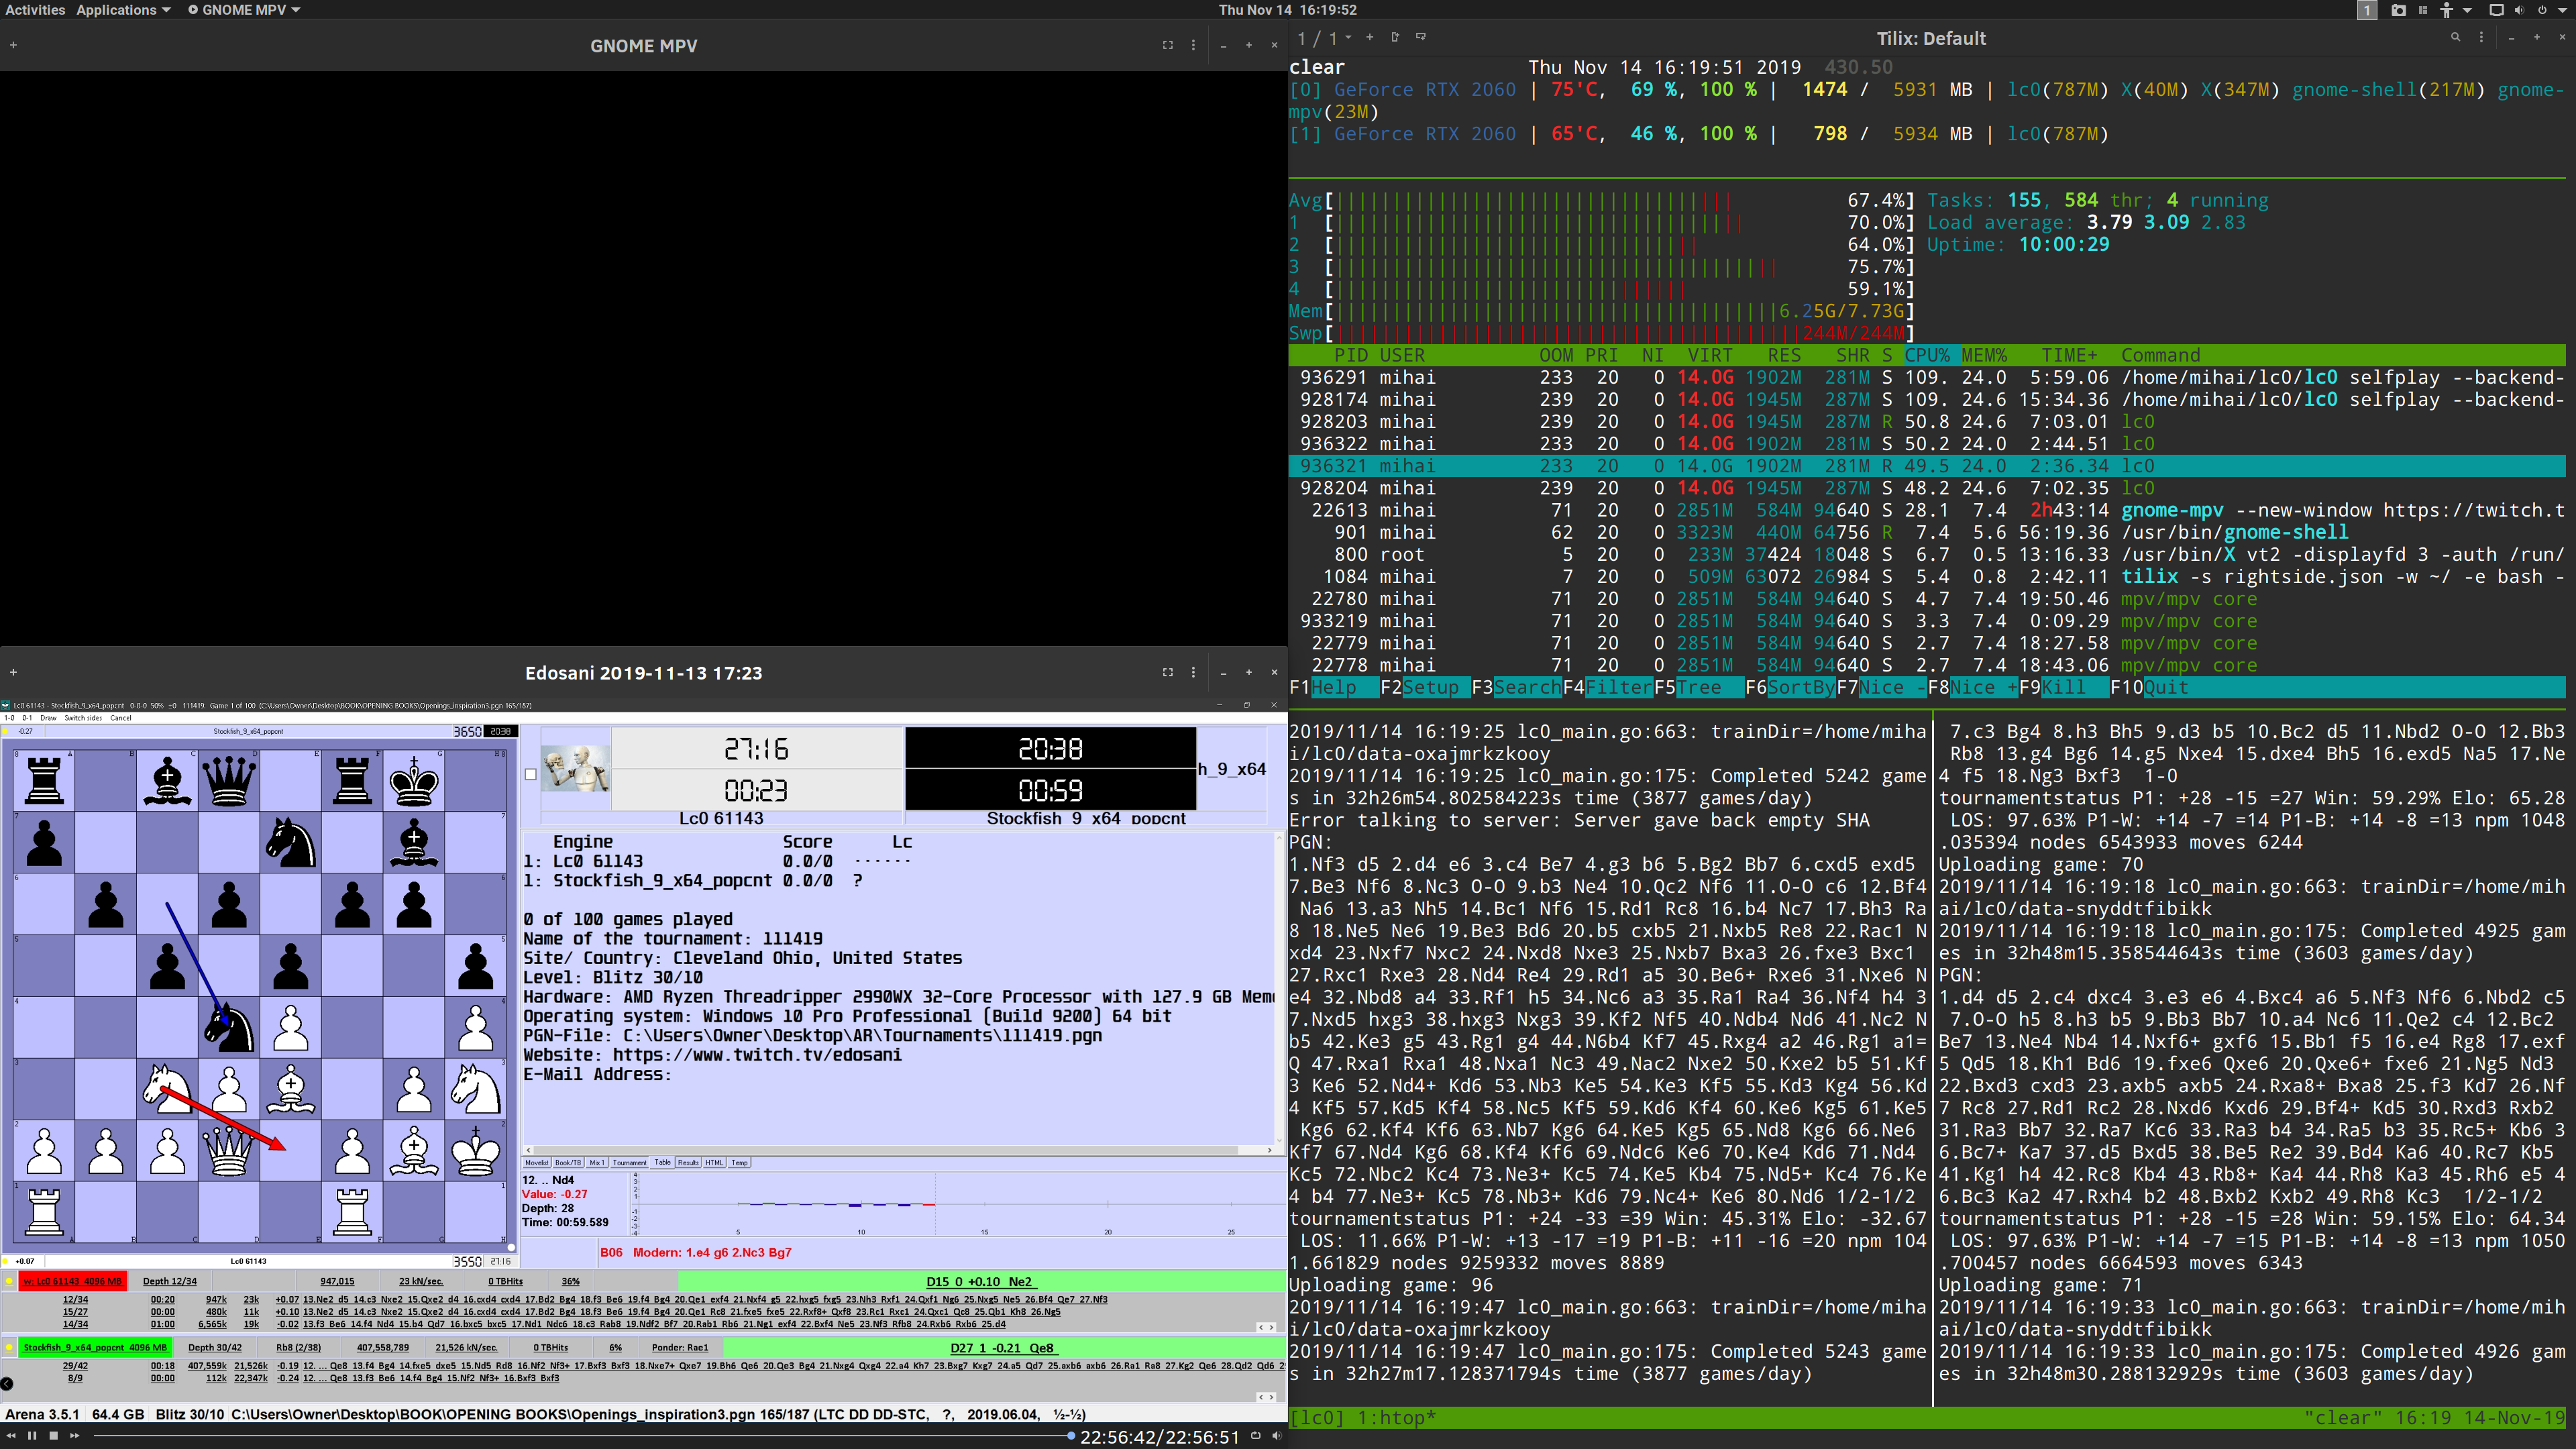 Activities Applications GNOME MPV Thu Nov 14 16:19:52 1
GNOME MPV
1 / 1 Tilix: Default
clear Thu Nov 14 16:19:51 2019 430.50
[0] GeForce RTX 2060 | 75'C, 69 %, 100 % | 1474 / 5931 MB | lc0(787M) X(40M) X(347M) gnome-shell(217M) gnome-
mpv(23M)
[1] GeForce RTX 2060 | 65'C, 46 %, 100 % | 798 / 5934 MB | lc0(787M)
Avg[ 67.4%] Tasks: 155, 584 thr; 4 running
1 [ 70.0%] Load average: 3.79 3.09 2.83
2 [ 64.0%] Uptime: 10:00:29
3 [ 75.7%]
4 [ 59.1%]
Mem[ 6.25G/7.73G]
Swp[ 244M/244M]
PID USER OOM PRI NI VIRT RES SHR S CPU% MEM% TIME+ Command
936291 mihai 233 20 0 14.0G 1902M 281M S 109. 24.0 5:59.06 /home/mihai/lc0/lc0 selfplay --backend-
928174 mihai 239 20 0 14.0G 1945M 287M S 109. 24.6 15:34.36 /home/mihai/lc0/lc0 selfplay --backend-
928203 mihai 239 20 0 14.0G 1945M 287M R 50.8 24.6 7:03.01 lc0
936322 mihai 233 20 0 14.0G 1902M 281M S 50.2 24.0 2:44.51 lc0
936321 mihai 233 20 0 14.0G 1902M 281M R 49.5 24.0 2:36.34 lc0
928204 mihai 239 20 0 14.0G 1945M 287M S 48.2 24.6 7:02.35 lc0
22613 mihai 71 20 0 2851M 584M 94640 S 28.1 7.4 2h43:14 gnome-mpv --new-window https://twitch.t
901 mihai 62 20 0 3323M 440M 64756 R 7.4 5.6 56:19.36 /usr/bin/gnome-shell
800 root 5 20 0 233M 37424 18048 S 6.7 0.5 13:16.33 /usr/bin/X vt2 -displayfd 3 -auth /run/
1084 mihai 7 20 0 509M 63072 26984 S 5.4 0.8 2:42.11 tilix -s rightside.json -w ~/ -e bash -
22780 mihai 71 20 0 2851M 584M 94640 S 4.7 7.4 19:50.46 mpv/mpv core
933219 mihai 71 20 0 2851M 584M 94640 S 3.3 7.4 0:09.29 mpv/mpv core
22779 mihai 71 20 0 2851M 584M 94640 S 2.7 7.4 18:27.58 mpv/mpv core
22778 mihai 71 20 0 2851M 584M 94640 S 2.7 7.4 18:43.06 mpv/mpv core
F1Help F2Setup F3SearchF4FilterF5Tree F6SortByF7Nice -F8Nice +F9Kill F10Quit
2019/11/14 16:19:25 lc0_main.go:663: trainDir=/home/miha
i/lc0/data-oxajmrkzkooy
2019/11/14 16:19:25 lc0_main.go:175: Completed 5242 game
s in 32h26m54.802584223s time (3877 games/day)
Error talking to server: Server gave back empty SHA
PGN:
1.Nf3 d5 2.d4 e6 3.c4 Be7 4.g3 b6 5.Bg2 Bb7 6.cxd5 exd5
7.Be3 Nf6 8.Nc3 O-O 9.b3 Ne4 10.Qc2 Nf6 11.O-O c6 12.Bf4
Na6 13.a3 Nh5 14.Bc1 Nf6 15.Rd1 Rc8 16.b4 Nc7 17.Bh3 Ra
8 18.Ne5 Ne6 19.Be3 Bd6 20.b5 cxb5 21.Nxb5 Re8 22.Rac1 N
xd4 23.Nxf7 Nxc2 24.Nxd8 Nxe3 25.Nxb7 Bxa3 26.fxe3 Bxc1
27.Rxc1 Rxe3 28.Nd4 Re4 29.Rd1 a5 30.Be6+ Rxe6 31.Nxe6 N
e4 32.Nbd8 a4 33.Rf1 h5 34.Nc6 a3 35.Ra1 Ra4 36.Nf4 h4 3
7.Nxd5 hxg3 38.hxg3 Nxg3 39.Kf2 Nf5 40.Ndb4 Nd6 41.Nc2 N
b5 42.Ke3 g5 43.Rg1 g4 44.N6b4 Kf7 45.Rxg4 a2 46.Rg1 a1=
Q 47.Rxa1 Rxa1 48.Nxa1 Nc3 49.Nac2 Nxe2 50.Kxe2 b5 51.Kf
3 Ke6 52.Nd4+ Kd6 53.Nb3 Ke5 54.Ke3 Kf5 55.Kd3 Kg4 56.Kd
4 Kf5 57.Kd5 Kf4 58.Nc5 Kf5 59.Kd6 Kf4 60.Ke6 Kg5 61.Ke5
Kg6 62.Kf4 Kf6 63.Nb7 Kg6 64.Ke5 Kg5 65.Nd8 Kg6 66.Ne6
Kf7 67.Nd4 Kg6 68.Kf4 Kf6 69.Ndc6 Ke6 70.Ke4 Kd6 71.Nd4
Kc5 72.Nbc2 Kc4 73.Ne3+ Kc5 74.Ke5 Kb4 75.Nd5+ Kc4 76.Ke
4 b4 77.Ne3+ Kc5 78.Nb3+ Kd6 79.Nc4+ Ke6 80.Nd6 1/2-1/2
tournamentstatus P1: +24 -33 =39 Win: 45.31% Elo: -32.67
LOS: 11.66% P1-W: +13 -17 =19 P1-B: +11 -16 =20 npm 104
1.661829 nodes 9259332 moves 8889
Uploading game: 96
2019/11/14 16:19:47 lc0_main.go:663: trainDir=/home/miha
i/lc0/data-oxajmrkzkooy
2019/11/14 16:19:47 lc0_main.go:175: Completed 5243 game
s in 32h27m17.128371794s time (3877 games/day)
7.c3 Bg4 8.h3 Bh5 9.d3 b5 10.Bc2 d5 11.Nbd2 O-O 12.Bb3
Rb8 13.g4 Bg6 14.g5 Nxe4 15.dxe4 Bh5 16.exd5 Na5 17.Ne
4 f5 18.Ng3 Bxf3 1-0
tournamentstatus P1: +28 -15 =27 Win: 59.29% Elo: 65.28
LOS: 97.63% P1-W: +14 -7 =14 P1-B: +14 -8 =13 npm 1048
.035394 nodes 6543933 moves 6244
Uploading game: 70
2019/11/14 16:19:18 lc0_main.go:663: trainDir=/home/mih
ai/lc0/data-snyddtfibikk
2019/11/14 16:19:18 lc0_main.go:175: Completed 4925 gam
es in 32h48m15.358544643s time (3603 games/day)
PGN:
1.d4 d5 2.c4 dxc4 3.e3 e6 4.Bxc4 a6 5.Nf3 Nf6 6.Nbd2 c5
7.O-O h5 8.h3 b5 9.Bb3 Bb7 10.a4 Nc6 11.Qe2 c4 12.Bc2
Be7 13.Ne4 Nb4 14.Nxf6+ gxf6 15.Bb1 f5 16.e4 Rg8 17.exf
5 Qd5 18.Kh1 Bd6 19.fxe6 Qxe6 20.Qxe6+ fxe6 21.Ng5 Nd3
22.Bxd3 cxd3 23.axb5 axb5 24.Rxa8+ Bxa8 25.f3 Kd7 26.Nf
7 Rc8 27.Rd1 Rc2 28.Nxd6 Kxd6 29.Bf4+ Kd5 30.Rxd3 Rxb2
31.Ra3 Bb7 32.Ra7 Kc6 33.Ra3 b4 34.Ra5 b3 35.Rc5+ Kb6 3
6.Bc7+ Ka7 37.d5 Bxd5 38.Be5 Re2 39.Bd4 Ka6 40.Rc7 Kb5
41.Kg1 h4 42.Rc8 Kb4 43.Rb8+ Ka4 44.Rh8 Ka3 45.Rh6 e5 4
6.Bc3 Ka2 47.Rxh4 b2 48.Bxb2 Kxb2 49.Rh8 Kc3 1/2-1/2
tournamentstatus P1: +28 -15 =28 Win: 59.15% Elo: 64.34
LOS: 97.63% P1-W: +14 -7 =15 P1-B: +14 -8 =13 npm 1050
.700457 nodes 6664593 moves 6343
Uploading game: 71
2019/11/14 16:19:33 lc0_main.go:663: trainDir=/home/mih
ai/lc0/data-snyddtfibikk
2019/11/14 16:19:33 lc0_main.go:175: Completed 4926 gam
es in 32h48m30.288132929s time (3603 games/day)
[lc0] 1:htop* "clear" 16:19 14-Nov-19
Edosani 2019-11-13 17:23
Lc0 61143 - Stockfish_9_x64_popcnt 0-0-0 50% ±0 111419: Game 1 of 100 (C:\Users\Owner\Desktop\BOOK\OPENING BOOKS\Openings_inspiration3.pgn 165/187)
1-0 0-1 Draw Switch sides Cancel
-0.27 Stockfish_9_x64_popcnt 3650 20:38
27:16 20:38 h_9_x64
00:23 00:59
Lc0 61143 Stockfish 9 x64 popcnt
Engine Score Lc
1: Lc0 61143 0.0/0 ······
1: Stockfish_9_x64_popcnt 0.0/0 ?
0 of 100 games played
Name of the tournament: 111419
Site/ Country: Cleveland Ohio, United States
Level: Blitz 30/10
Hardware: AMD Ryzen Threadripper 2990WX 32-Core Processor with 127.9 GB Mem
Operating system: Windows 10 Pro Professional (Build 9200) 64 bit
PGN-File: C:\Users\Owner\Desktop\AR\Tournaments\111419.pgn
Website: https://www.twitch.tv/edosani
E-Mail Address:
Movelist Book/TB Mix 1 Tournament Table Results HTML Temp
12. .. Nd4
Value: -0.27
Depth: 28
Time: 00:59.589
5 10 15 20 25
B06 Modern: 1.e4 g6 2.Nc3 Bg7
+0.07 Lc0 61143 3550 27:16
w: Lc0 61143 4096 MB Depth 12/34 947,015 23 kN/sec. 0 TBHits 36% D15 0 +0.10 Ne2
12/34 00:20 947k 23k +0.07 13.Ne2 d5 14.c3 Nxe2 15.Qxe2 d4 16.cxd4 cxd4 17.Bd2 Bg4 18.f3 Be6 19.f4 Bg4 20.Qe1 exf4 21.Nxf4 g5 22.hxg5 fxg5 23.Nh3 Rxf1 24.Qxf1 Ng6 25.Nxg5 Ne5 26.Bf4 Qe7 27.Nf3
15/27 00:00 480k 11k +0.10 13.Ne2 d5 14.c3 Nxe2 15.Qxe2 d4 16.cxd4 cxd4 17.Bd2 Bg4 18.f3 Be6 19.f4 Bg4 20.Qe1 Rc8 21.fxe5 fxe5 22.Rxf8+ Qxf8 23.Rc1 Rxc1 24.Qxc1 Qc8 25.Qb1 Kh8 26.Ng5
14/34 01:00 6,565k 19k -0.02 13.f3 Be6 14.f4 Nd4 15.b4 Qd7 16.bxc5 bxc5 17.Nd1 Ndc6 18.c3 Rab8 19.Ndf2 Bf7 20.Rab1 Rb6 21.Ng1 exf4 22.Bxf4 Ne5 23.Nf3 Rfb8 24.Rxb6 Rxb6 25.d4
Stockfish_9_x64_popcnt 4096 MB Depth 30/42 Rb8 (2/38) 407,558,789 21,526 kN/sec. 0 TBHits 6% Ponder: Rae1 D27 1 -0.21 Qe8
29/42 00:18 407,559k 21,526k -0.19 12. ... Qe8 13.f4 Bg4 14.fxe5 dxe5 15.Nd5 Rd8 16.Nf2 Nf3+ 17.Bxf3 Bxf3 18.Nxe7+ Qxe7 19.Bh6 Qe6 20.Qe3 Bg4 21.Nxg4 Qxg4 22.a4 Kh7 23.Bxg7 Kxg7 24.a5 Qd7 25.axb6 axb6 26.Ra1 Ra8 27.Kg2 Qe6 28.Qd2 Qd6
8/9 00:00 112k 22,347k -0.24 12. ... Qe8 13.f3 Be6 14.f4 Bg4 15.Nf2 Nf3+ 16.Bxf3 Bxf3
Arena 3.5.1 64.4 GB Blitz 30/10 C:\Users\Owner\Desktop\BOOK\OPENING BOOKS\Openings_inspiration3.pgn 165/187 (LTC DD DD-STC, ?, 2019.06.04, ½-½)
22:56:42/22:56:51